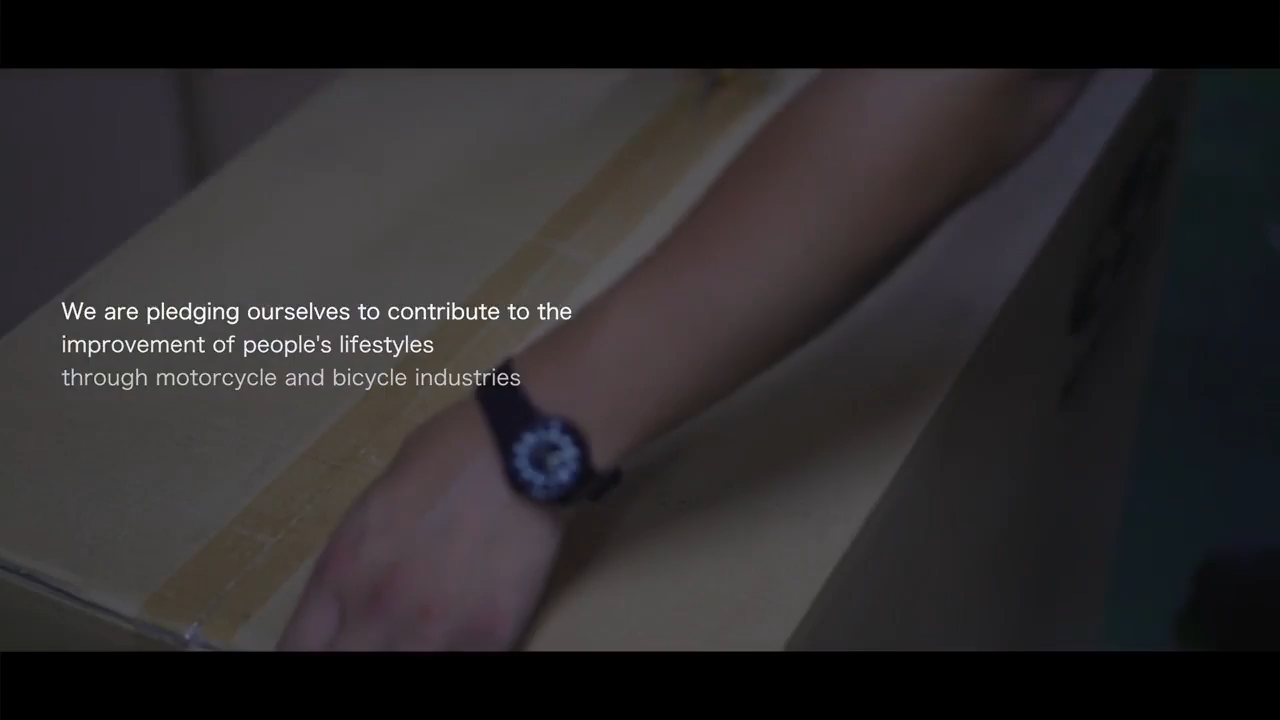 We are pledging ourselves to contribute to the
improvement of people's lifestyles
through motorcycle and bicycle industries